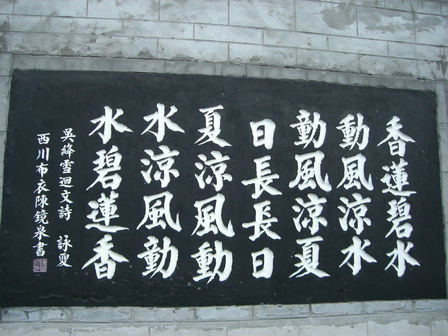 香蓮碧水
動風涼水
動風涼夏
日長長日
夏涼風動
水涼風動
水碧蓮香
吳絳雪迴文詩 詠夏
西川布衣陳鏡泉書